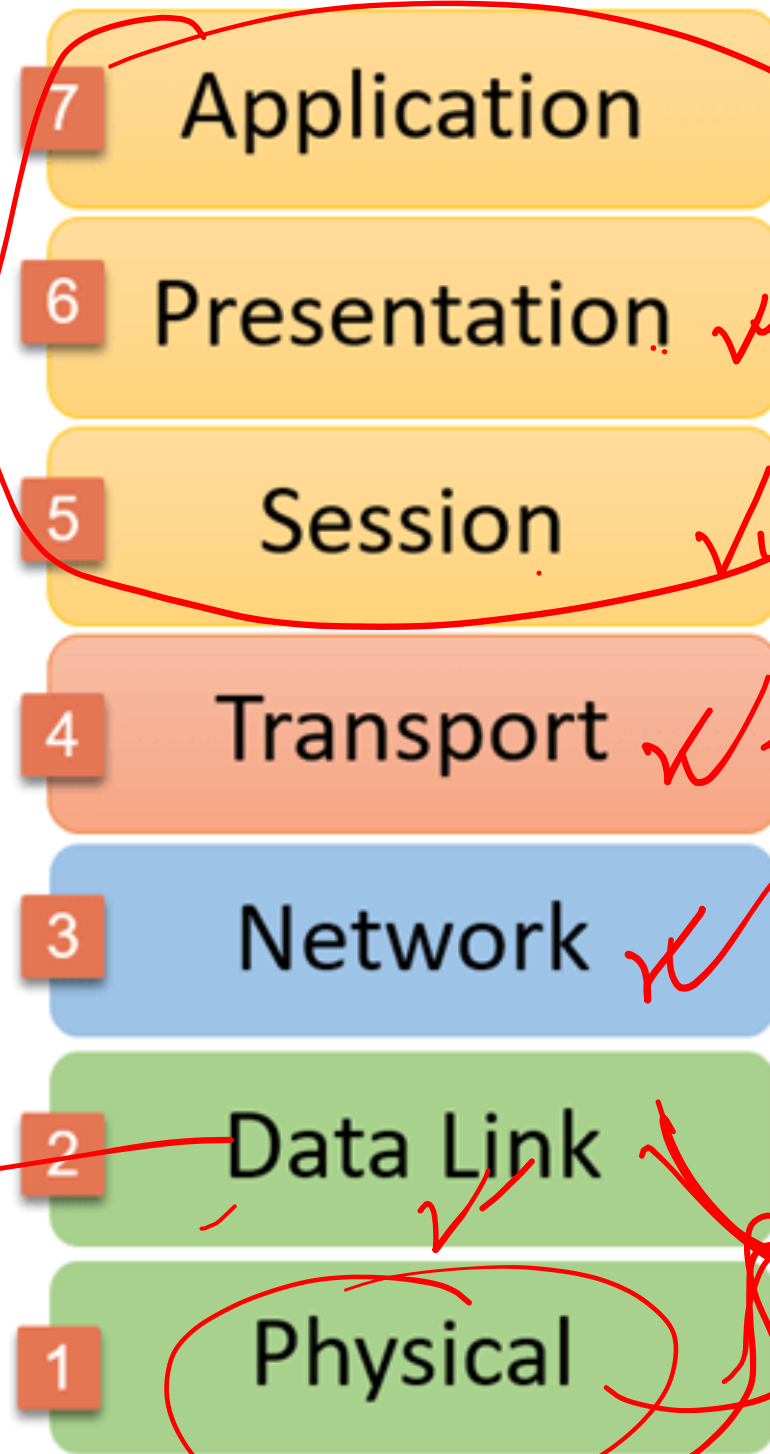 7 Application
6 Presentation
5 Session
4 Transport
3 Network
2 Data Link
1 Physical